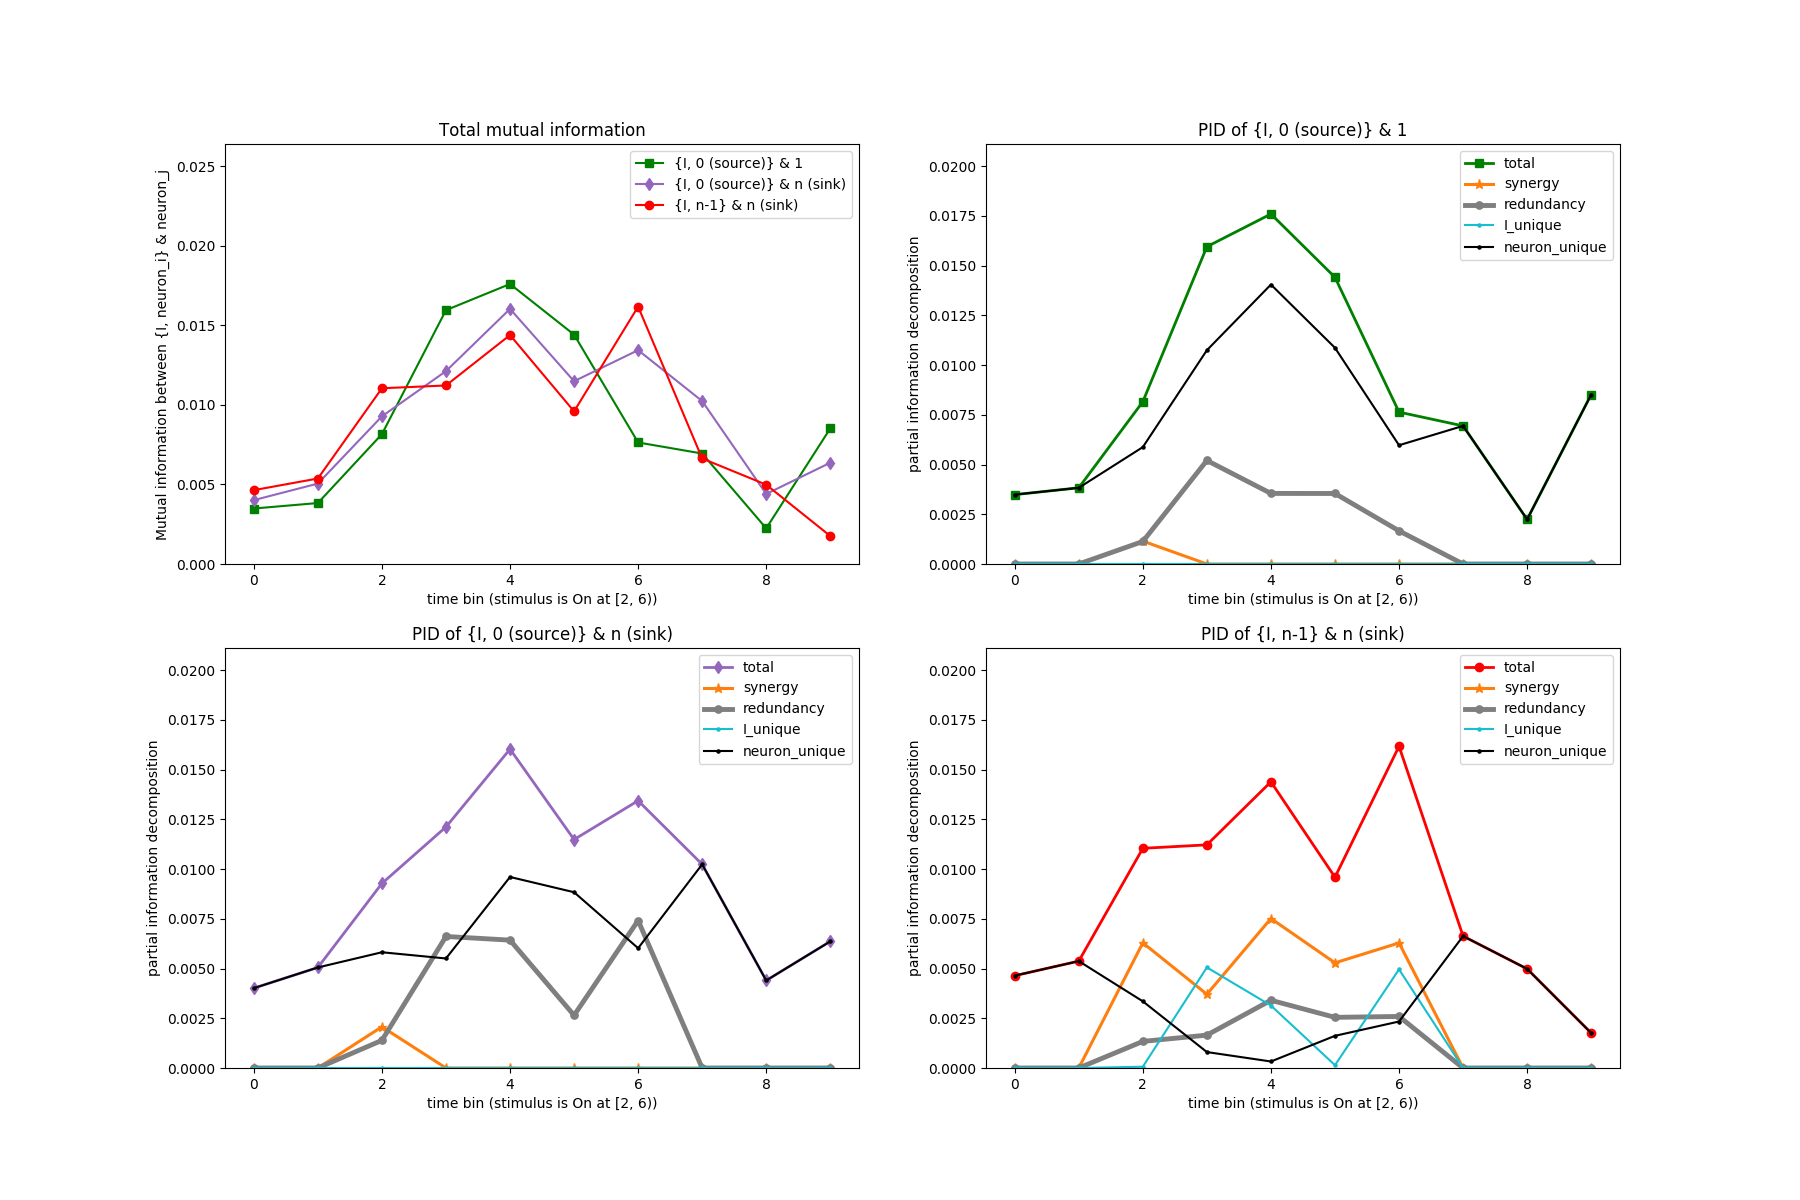 Total mutual information
Mutual information between {I, neuron_i} & neuron_j
0.025
0.020
0.015
0.010
0.005
0.000
{I, 0 (source)} & 1
{I, 0 (source)} & n (sink)
{I, n-1} & n (sink)
0 2 4 6 8
time bin (stimulus is On at [2, 6))
PID of {I, 0 (source)} & 1
partial information decomposition
0.0200
0.0175
0.0150
0.0125
0.0100
0.0075
0.0050
0.0025
0.0000
total
synergy
redundancy
I_unique
neuron_unique
0 2 4 6 8
time bin (stimulus is On at [2, 6))
PID of {I, 0 (source)} & n (sink)
partial information decomposition
0.0200
0.0175
0.0150
0.0125
0.0100
0.0075
0.0050
0.0025
0.0000
total
synergy
redundancy
I_unique
neuron_unique
0 2 4 6 8
time bin (stimulus is On at [2, 6))
PID of {I, n-1} & n (sink)
partial information decomposition
0.0200
0.0175
0.0150
0.0125
0.0100
0.0075
0.0050
0.0025
0.0000
total
synergy
redundancy
I_unique
neuron_unique
0 2 4 6 8
time bin (stimulus is On at [2, 6))